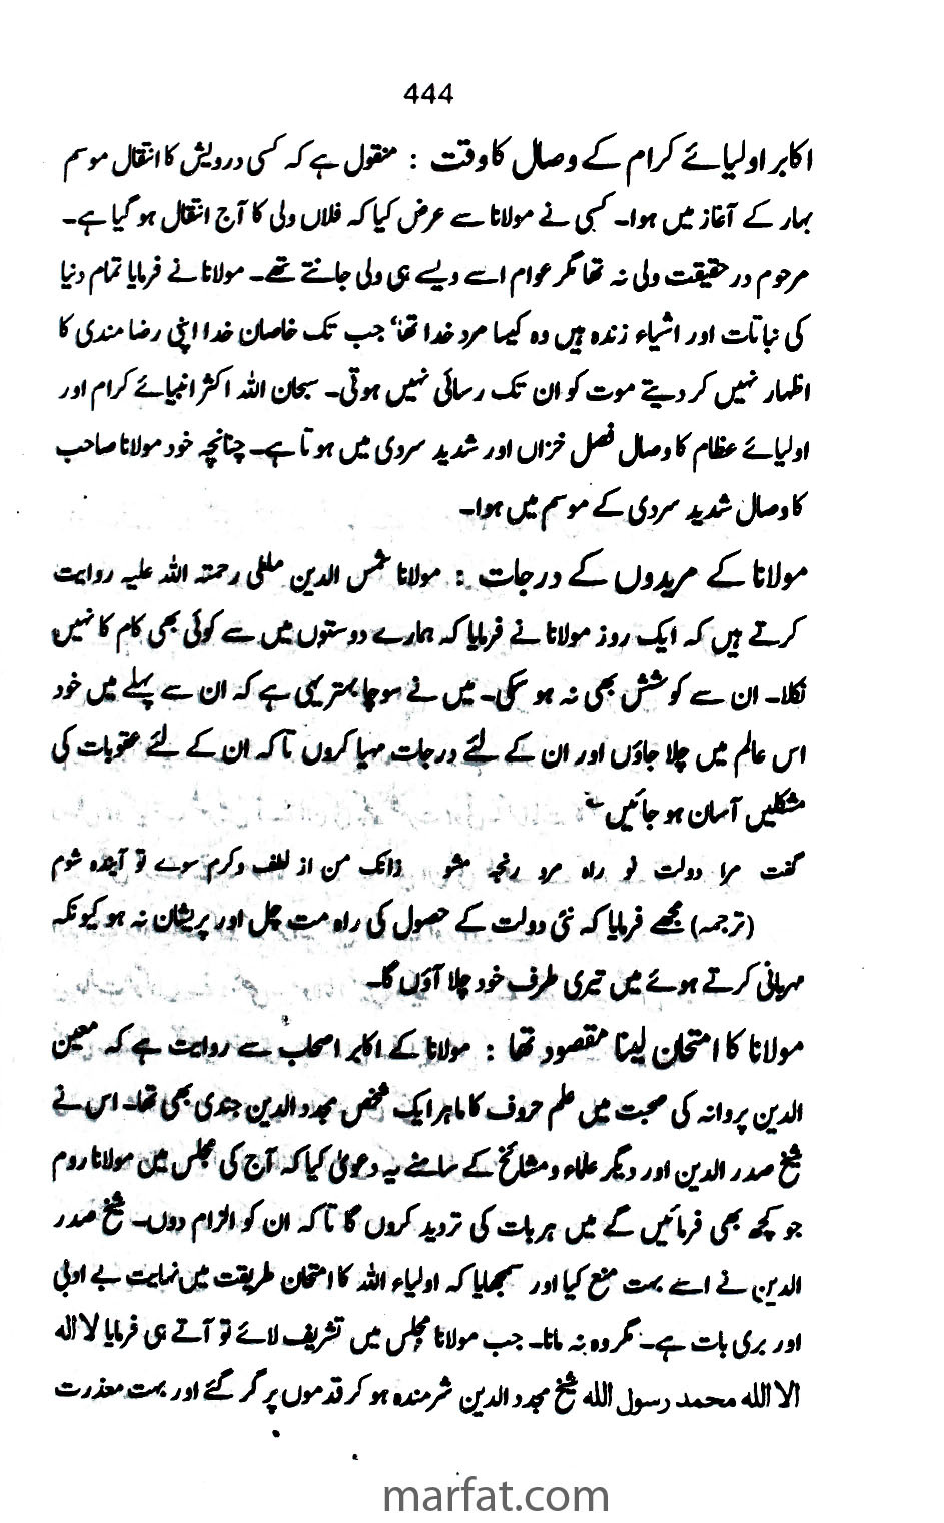 444
اکابر اولیائے کرام کے وصال کا وقت : منقول ہے کہ کسی درویش کا انتقال موسم
بہار کے آغاز میں ہوا۔ کسی نے مولانا سے عرض کیا کہ فلاں ولی کا آج انتقال ہو گیا ہے۔
مرحوم در حقیقت ولی نہ تھا مگر عوام اسے ویسے ہی ولی جانتے تھے۔ مولانا نے فرمایا تمام دنیا
کی نباتات اور اشیاء زندہ ہیں وہ کیسا مرد خدا تھا، جب تک خاصان خدا اپنی رضا مندی کا
اظہار نہیں کر دیتے موت کو ان تک رسائی نہیں ہوتی۔ سبحان اللہ اکثر انبیائے کرام اور
اولیائے عظام کا وصال فصل خزاں اور شدید سردی میں ہوتا ہے۔ چنانچہ خود مولانا صاحب
کا وصال شدید سردی کے موسم میں ہوا۔
مولانا کے مریدوں کے درجات : مولانا شمس الدین ملطی رحمتہ اللہ علیہ روایت
کرتے ہیں کہ ایک روز مولانا نے فرمایا کہ ہمارے دوستوں میں سے کوئی بھی کام کا نہیں
نکلا۔ ان سے کوشش بھی نہ ہو سکی۔ میں نے سوچا بہتر یہی ہے کہ ان سے پہلے میں خود
اس عالم میں چلا جاؤں اور ان کے لئے درجات مہیا کروں تا کہ ان کے لئے عقوبات کی
مشکلیں آسان ہو جائیں
گفت مرا دولت نو راہ مرو رنجہ مشو زانک من از لطف و کرم سوے تو آیندہ شوم
(ترجمہ) مجھے فرمایا کہ نئی دولت کے حصول کی راہ مت چل اور پریشان نہ ہو کیونکہ
مہربانی کرتے ہوئے میں تیری طرف خود چلا آؤں گا۔
مولانا کا امتحان لینا مقصود تھا : مولانا کے اکابر اصحاب سے روایت ہے کہ معین
الدین پروانہ کی صحبت میں علم حروف کا ماہر ایک شخص مجدد الدین جندی بھی تھا۔ اس نے
شیخ صدر الدین اور دیگر علماء و مشائخ کے سامنے یہ دعویٰ کیا کہ آج کی مجلس میں مولانا روم
جو کچھ بھی فرمائیں گے میں ہر بات کی تردید کروں گا تا کہ ان کو الزام دوں۔ شیخ صدر
الدین نے اسے بہت منع کیا اور سمجھایا کہ اولیاء اللہ کا امتحان طریقت میں نہایت بے ادبی
اور بری بات ہے۔ مگر وہ نہ مانا۔ جب مولانا مجلس میں تشریف لائے تو آتے ہی فرمایا لا الہ
الا اللہ محمد رسول اللہ شیخ مجدد الدین شرمندہ ہو کر قدموں پر گر گئے اور بہت معذرت
marfat.com